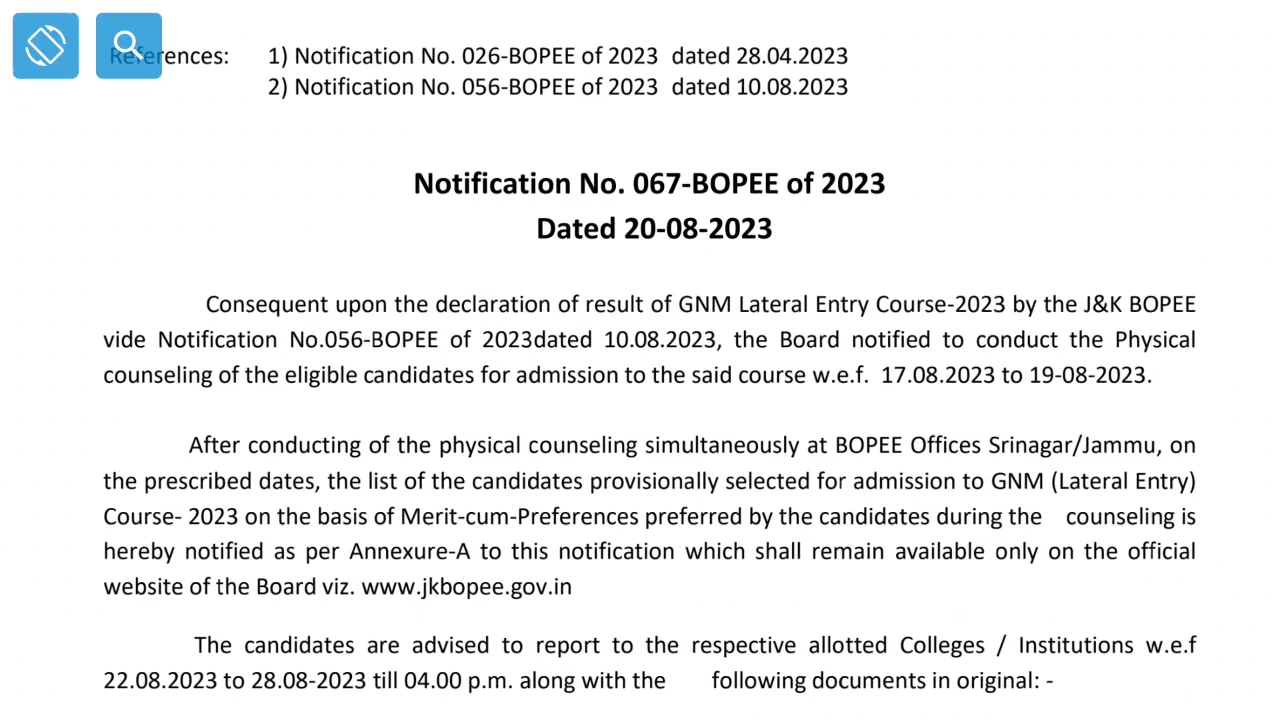 References: 1) Notification No. 026-BOPEE of 2023 dated 28.04.2023
2) Notification No. 056-BOPEE of 2023 dated 10.08.2023
Notification No. 067-BOPEE of 2023
Dated 20-08-2023
Consequent upon the declaration of result of GNM Lateral Entry Course-2023 by the J&K BOPEE
vide Notification No.056-BOPEE of 2023dated 10.08.2023, the Board notified to conduct the Physical
counseling of the eligible candidates for admission to the said course w.e.f. 17.08.2023 to 19-08-2023.
After conducting of the physical counseling simultaneously at BOPEE Offices Srinagar/Jammu, on
the prescribed dates, the list of the candidates provisionally selected for admission to GNM (Lateral Entry)
Course- 2023 on the basis of Merit-cum-Preferences preferred by the candidates during the counseling is
hereby notified as per Annexure-A to this notification which shall remain available only on the official
website of the Board viz. www.jkbopee.gov.in
The candidates are advised to report to the respective allotted Colleges / Institutions w.e.f
22.08.2023 to 28.08-2023 till 04.00 p.m. along with the following documents in original: -